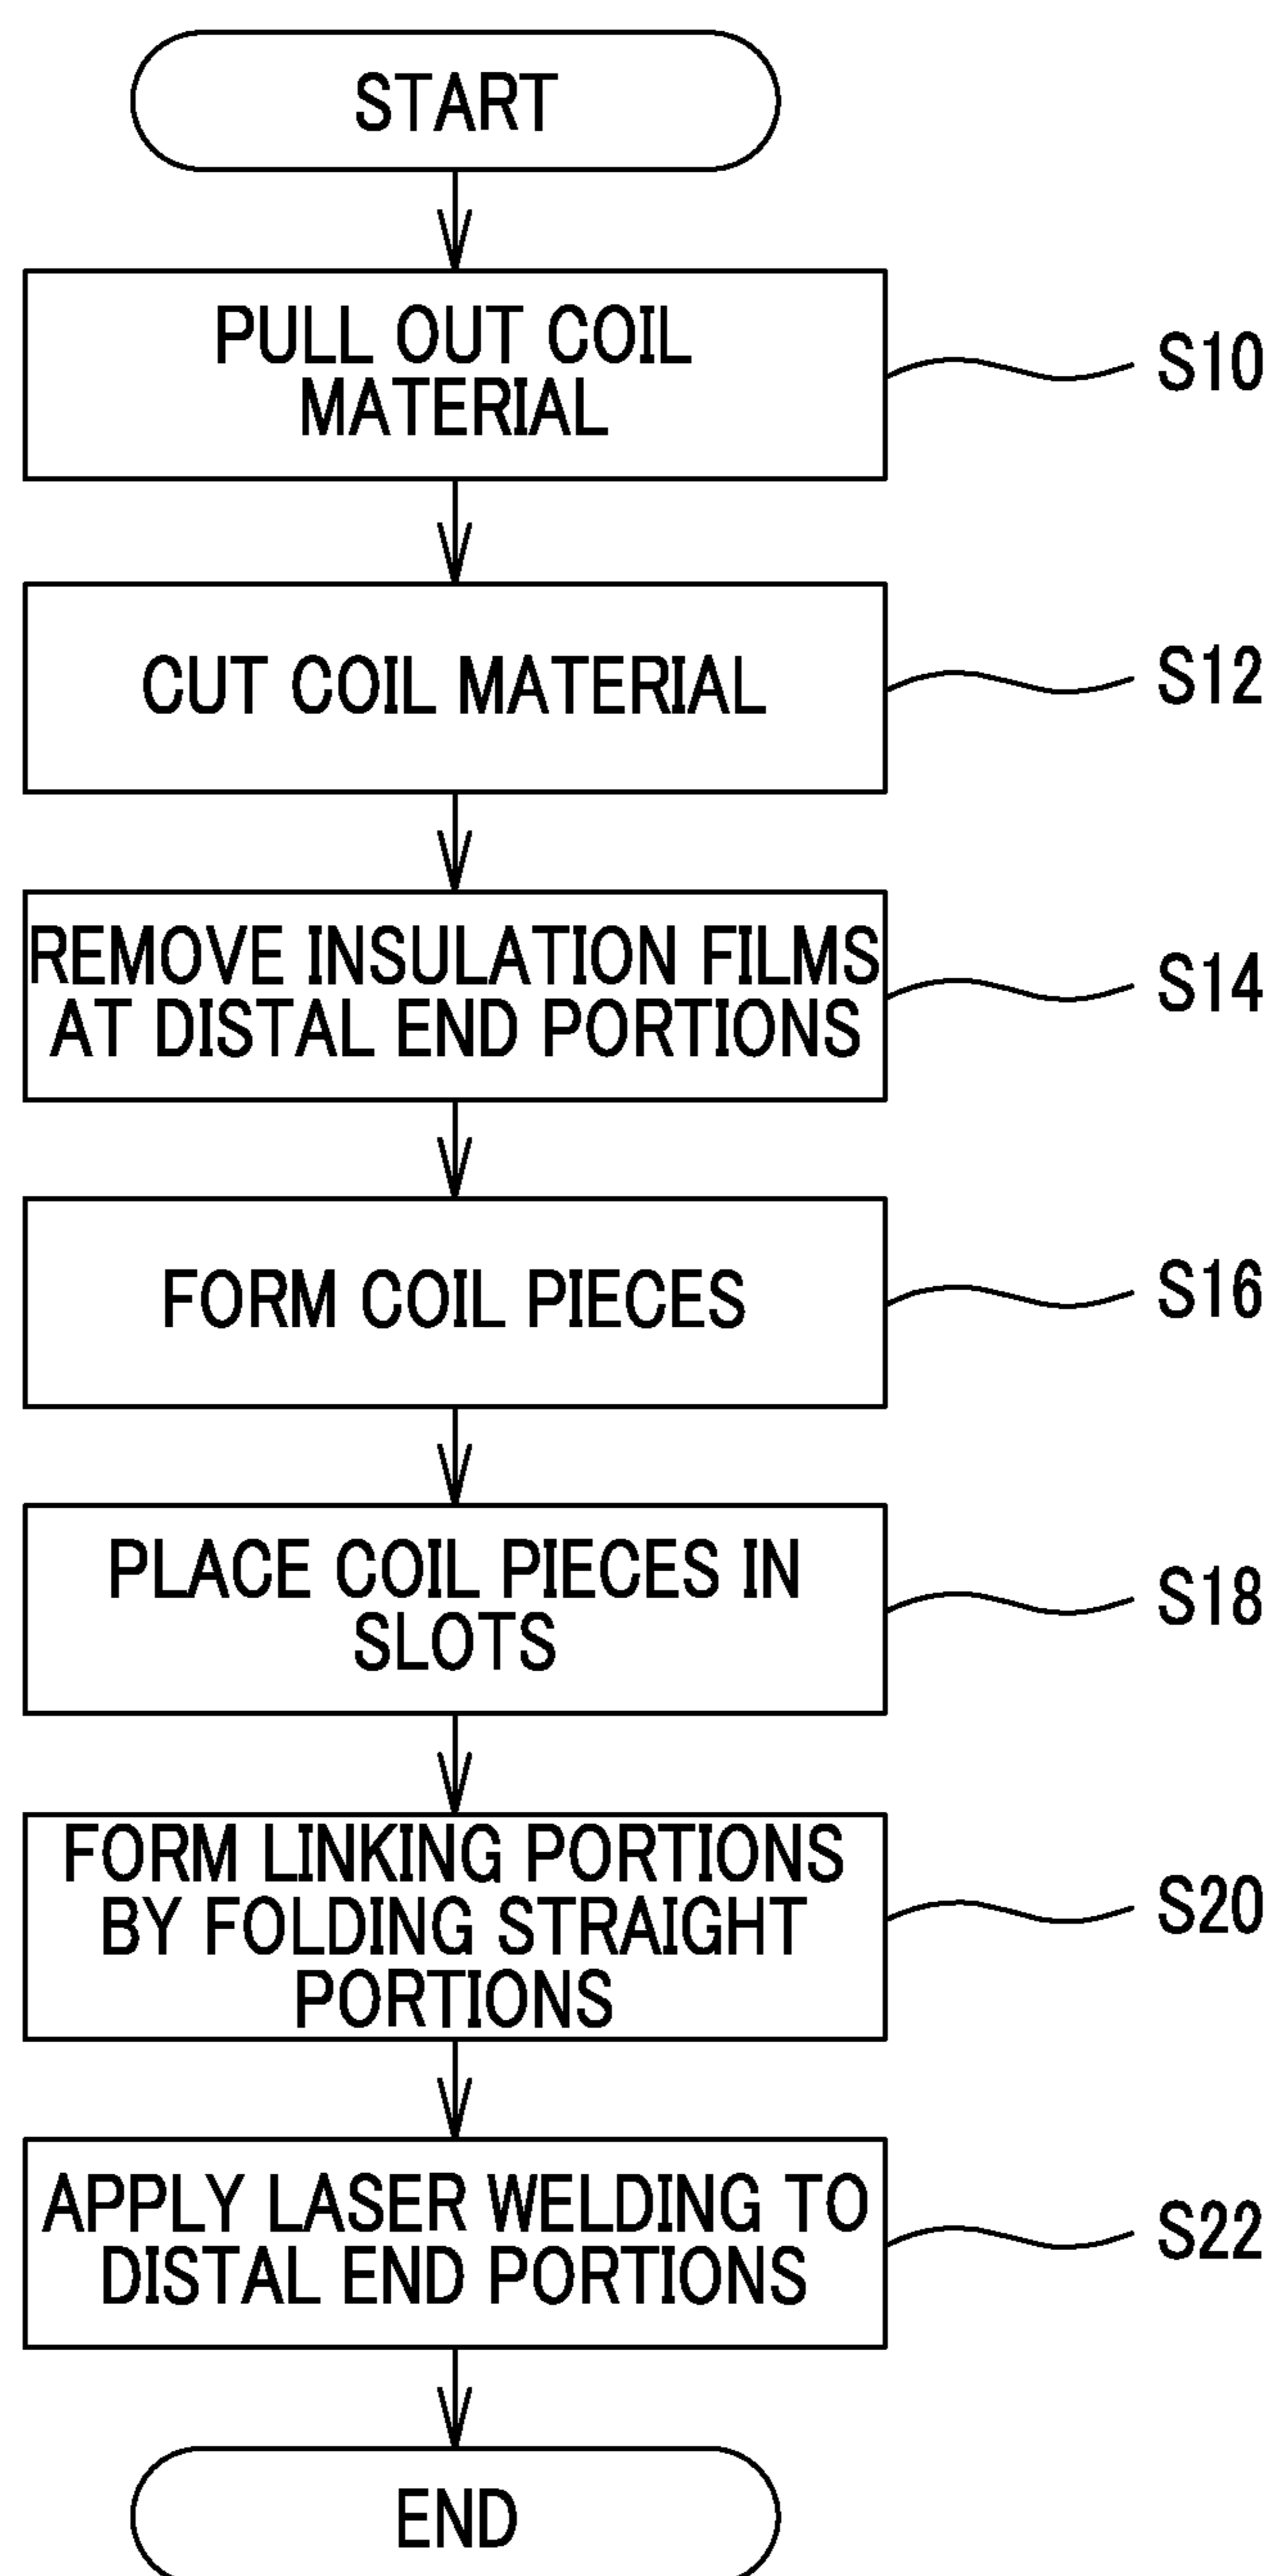 START
PULL OUT COIL
MATERIAL
S10
CUT COIL MATERIAL
S12
REMOVE INSULATION FILMS
AT DISTAL END PORTIONS
S14
FORM COIL PIECES
S16
PLACE COIL PIECES IN
SLOTS
S18
FORM LINKING PORTIONS
BY FOLDING STRAIGHT
PORTIONS
S20
APPLY LASER WELDING TO
DISTAL END PORTIONS
S22
END